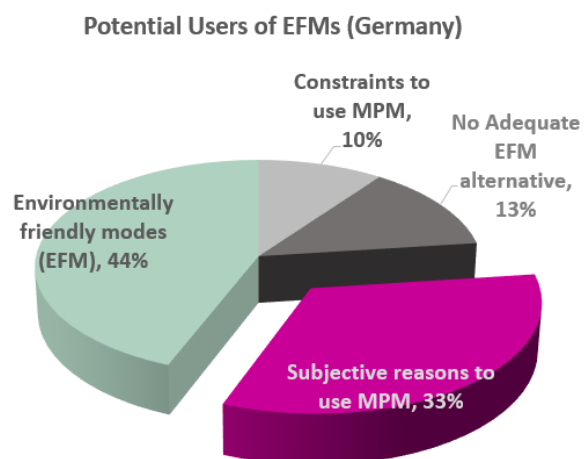 Potential Users of EFMs (Germany)
Constraints to
use MPM,
10%
No Adequate
EFM
alternative,
13%
Environmentally
friendly modes
(EFM), 44%
Subjective reasons to
use MPM, 33%